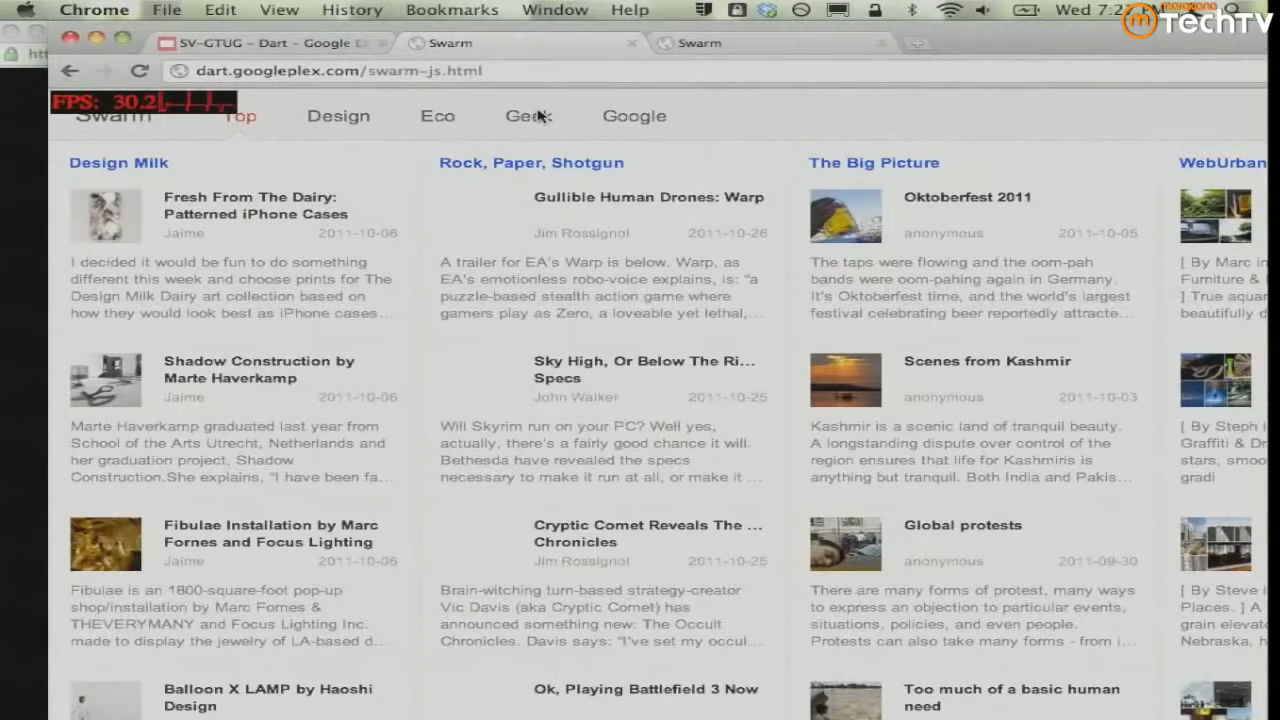 Chrome File Edit View History Bookmarks Window Help Wed 7:2
marakana
TechTV
SV-GTUG – Dart – Google D
Swarm
Swarm
htt
dart.googleplex.com/swarm-js.html
FPS: 30.2
Swarm Top Design Eco Geek Google
Design Milk
Fresh From The Dairy:
Patterned iPhone Cases
Jaime 2011-10-06
I decided it would be fun to do something
different this week and choose prints for The
Design Milk Dairy art collection based on
how they would look best as iPhone cases...
Shadow Construction by
Marte Haverkamp
Jaime 2011-10-06
Marte Haverkamp graduated last year from
School of the Arts Utrecht, Netherlands and
her graduation project, Shadow
Construction.She explains, "I have been fa...
Fibulae Installation by Marc
Fornes and Focus Lighting
Jaime 2011-10-06
Fibulae is an 1800-square-foot pop-up
shop/installation by Marc Fornes &
THEVERYMANY and Focus Lighting Inc.
made to display the jewelry of LA-based d...
Balloon X LAMP by Haoshi
Design
Rock, Paper, Shotgun
Gullible Human Drones: Warp
Jim Rossignol 2011-10-26
A trailer for EA's Warp is below. Warp, as
EA's emotionless robo-voice explains, is: "a
puzzle-based stealth action game where
gamers play as Zero, a loveable yet lethal,...
Sky High, Or Below The Ri...
Specs
John Walker 2011-10-25
Will Skyrim run on your PC? Well yes,
actually, there's a fairly good chance it will.
Bethesda have revealed the specs
necessary to make it run at all, or make it ...
Cryptic Comet Reveals The ...
Chronicles
Jim Rossignol 2011-10-25
Brain-witching turn-based strategy-creator
Vic Davis (aka Cryptic Comet) has
announced something new: The Occult
Chronicles. Davis says: "I've set my occul...
Ok, Playing Battlefield 3 Now
The Big Picture
Oktoberfest 2011
anonymous 2011-10-05
The taps were flowing and the oom-pah
bands were oom-pahing again in Germany.
It's Oktoberfest time, and the world's largest
festival celebrating beer reportedly attracte...
Scenes from Kashmir
anonymous 2011-10-03
Kashmir is a scenic land of tranquil beauty.
A longstanding dispute over control of the
region ensures that life for Kashmiris is
anything but tranquil. Both India and Pakis...
Global protests
anonymous 2011-09-30
There are many forms of protest, many ways
to express an objection to particular events,
situations, policies, and even people.
Protests can also take many forms - from i...
Too much of a basic human
need
WebUrban
[ By Marc in
Furniture &
] True aquar
beautifully d
[ By Steph i
Graffiti & Dr
stars, smoo
gradi
[ By Steve i
Places. ] A
grain elevat
Nebraska, h